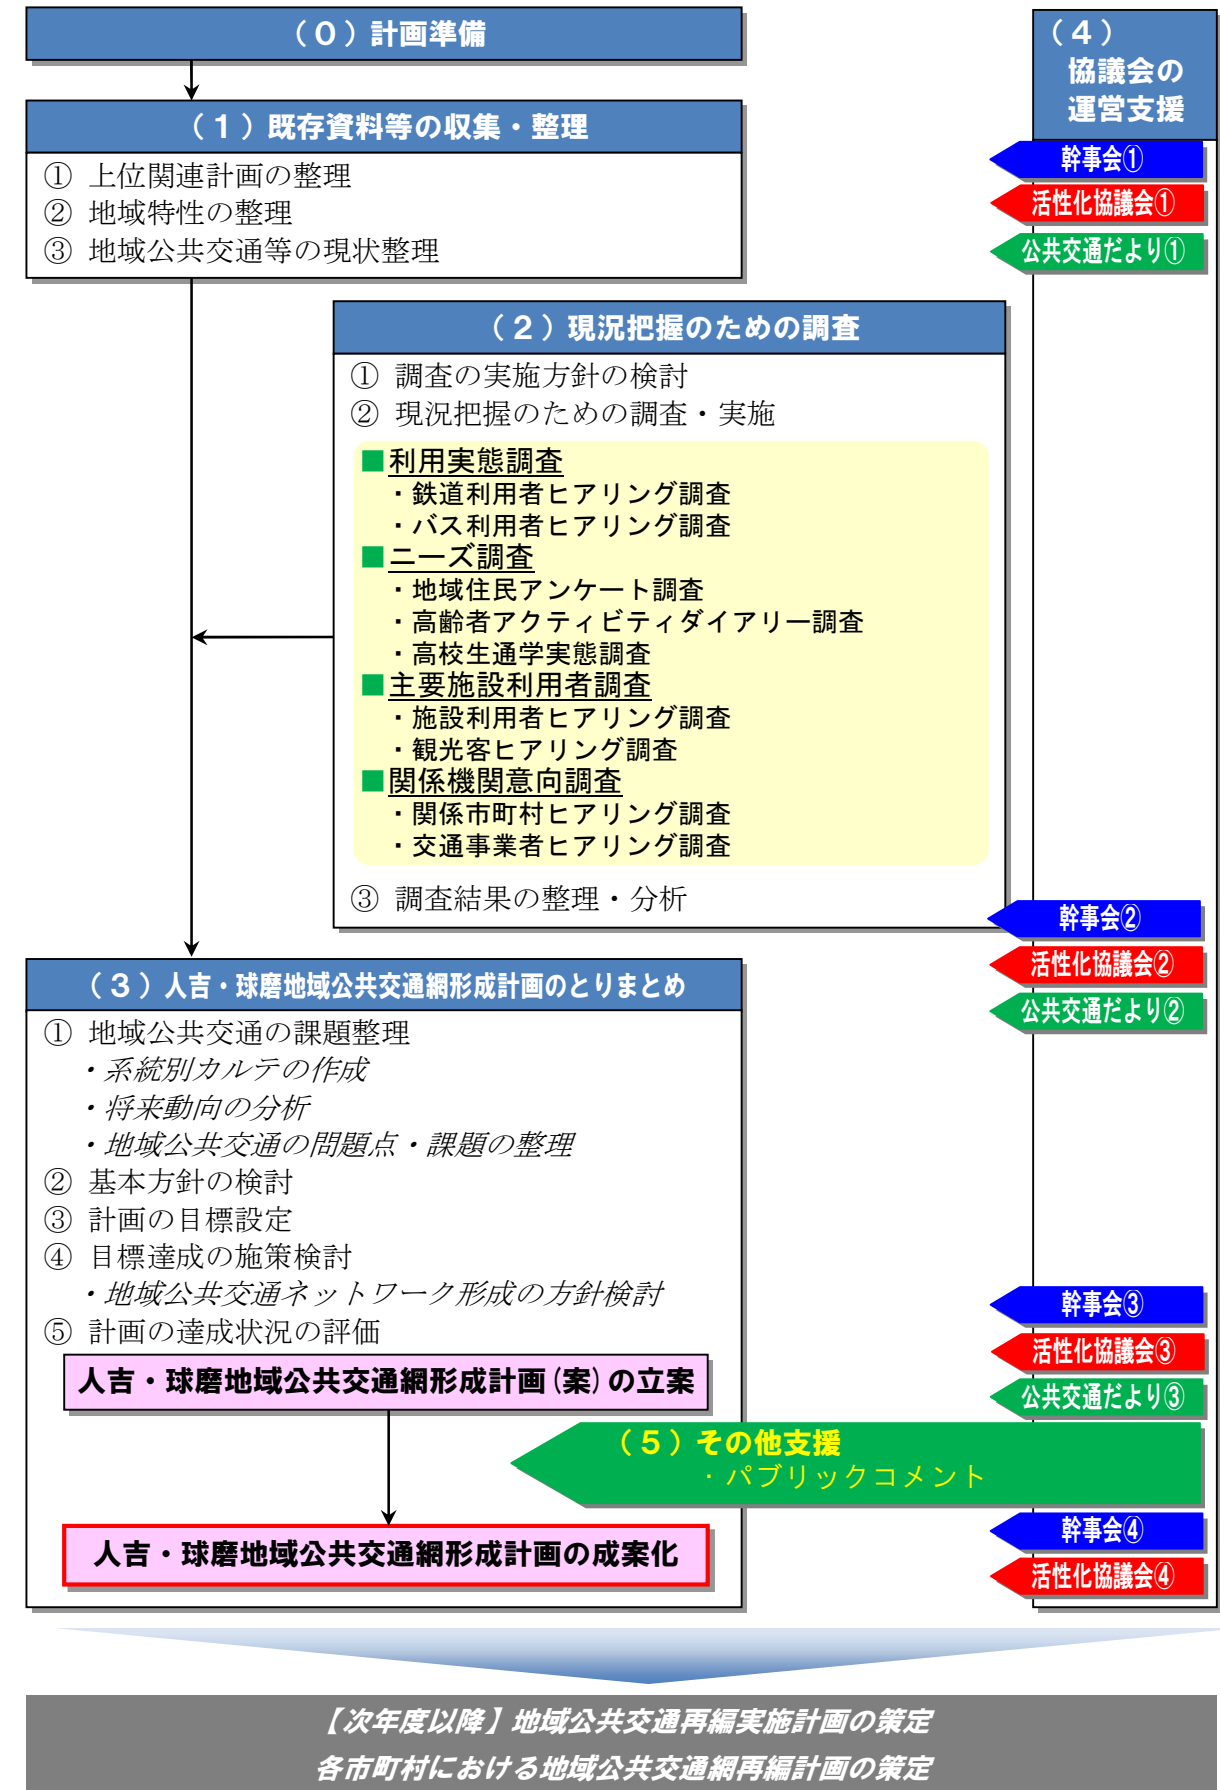 （０）計画準備
（１）既存資料等の収集・整理
① 上位関連計画の整理
② 地域特性の整理
③ 地域公共交通等の現状整理
（２）現況把握のための調査
① 調査の実施方針の検討
② 現況把握のための調査・実施
■利用実態調査
・鉄道利用者ヒアリング調査
・バス利用者ヒアリング調査
■ニーズ調査
・地域住民アンケート調査
・高齢者アクティビティダイアリー調査
・高校生通学実態調査
■主要施設利用者調査
・施設利用者ヒアリング調査
・観光客ヒアリング調査
■関係機関意向調査
・関係市町村ヒアリング調査
・交通事業者ヒアリング調査
③ 調査結果の整理・分析
（３）人吉・球磨地域公共交通網形成計画のとりまとめ
① 地域公共交通の課題整理
・系統別カルテの作成
・将来動向の分析
・地域公共交通の問題点・課題の整理
② 基本方針の検討
③ 計画の目標設定
④ 目標達成の施策検討
・地域公共交通ネットワーク形成の方針検討
⑤ 計画の達成状況の評価
人吉・球磨地域公共交通網形成計画(案)の立案
人吉・球磨地域公共交通網形成計画の成案化
（４）
協議会の
運営支援
幹事会①
活性化協議会①
公共交通だより①
幹事会②
活性化協議会②
公共交通だより②
幹事会③
活性化協議会③
公共交通だより③
（５）その他支援
・パブリックコメント
幹事会④
活性化協議会④
【次年度以降】地域公共交通再編実施計画の策定
各市町村における地域公共交通網再編計画の策定